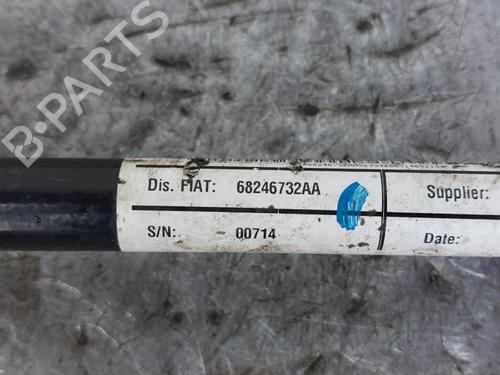 B-PARTS
Dis. FIAT: 68246732AA Supplier:
S/N: 00714 Date: